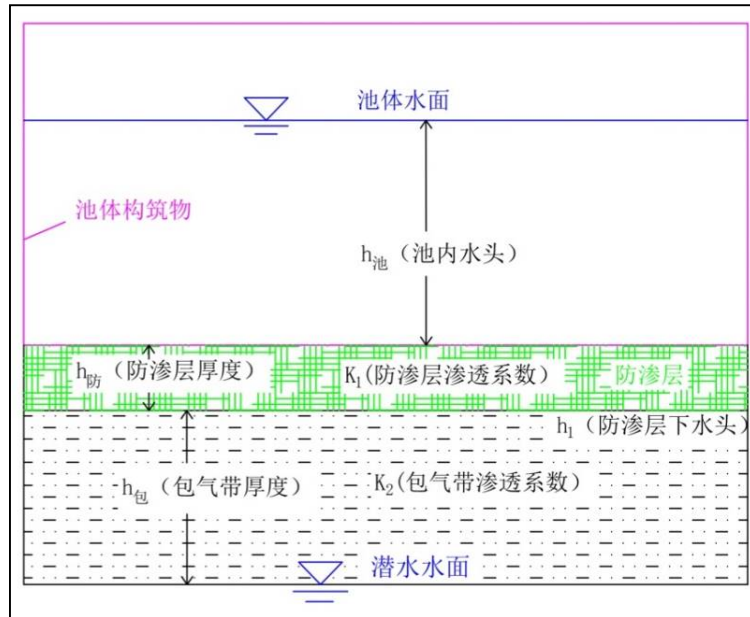 池体水面
池体构筑物
h池（池内水头）
h防（防渗层厚度）
K1(防渗层渗透系数）
防渗层
h1（防渗层下水头）
h包（包气带厚度）
K2(包气带渗透系数）
潜水水面